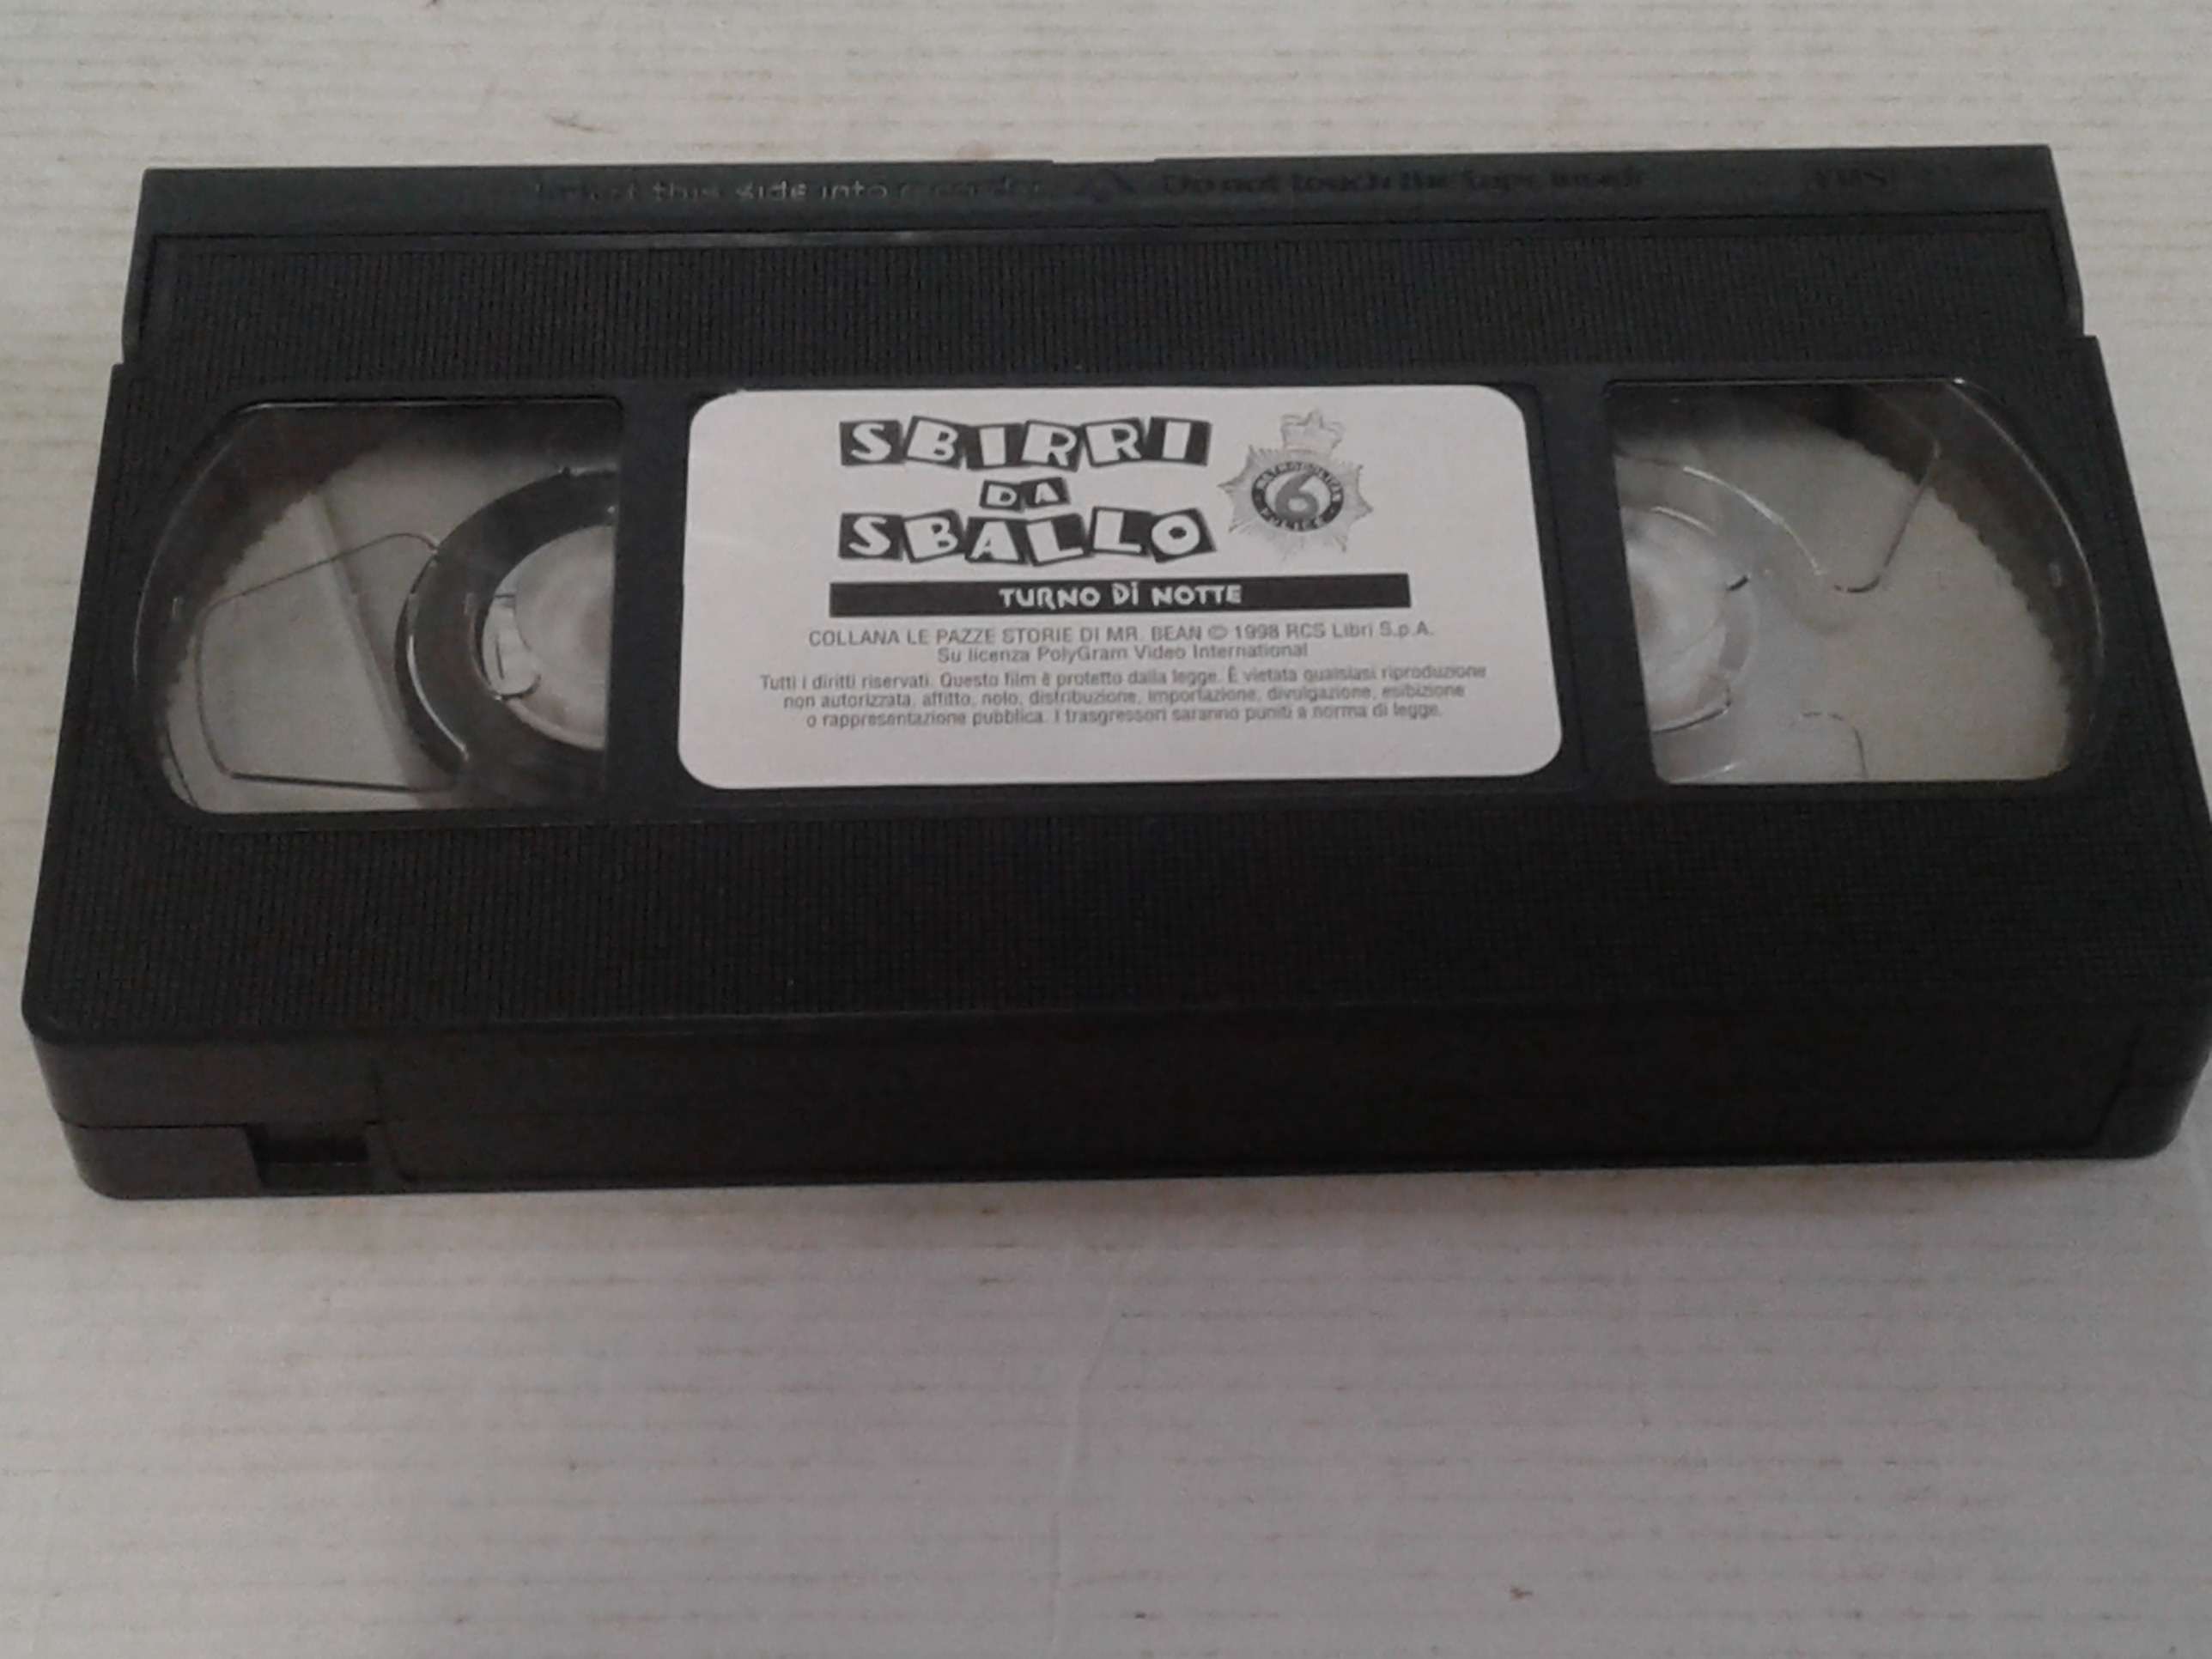 Insert this side into recorder Do not touch the tape inside VHS
SBIRRI
DA
SBALLO
METROPOLITAN
6
POLICE
TURNO Di NOTTE
COLLANA LE PAZZE STORIE DI MR. BEAN © 1998 RCS Libri S.p.A.
Su licenza PolyGram Video International
Tutti i diritti riservati. Questo film è protetto dalla legge. È vietata qualsiasi riproduzione
non autorizzata, affitto, nolo, distribuzione, importazione, divulgazione, esibizione
o rappresentazione pubblica. I trasgressori saranno puniti a norma di legge.